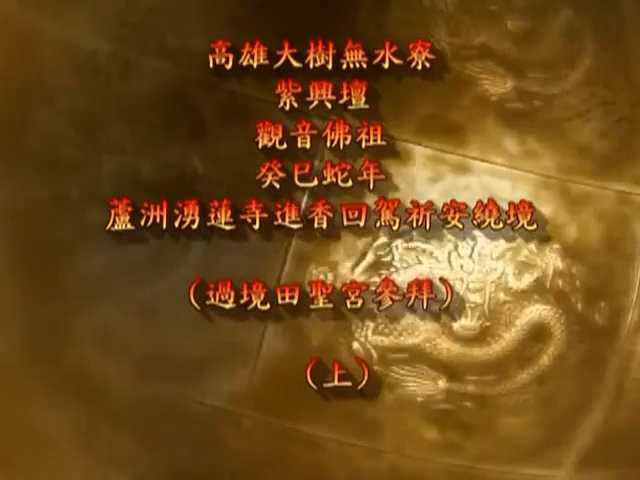 高雄大樹無水寮
紫興壇
觀音佛祖
癸巳蛇年
蘆洲湧蓮寺進香回駕祈安繞境
（過境田聖宮參拜）
（上）